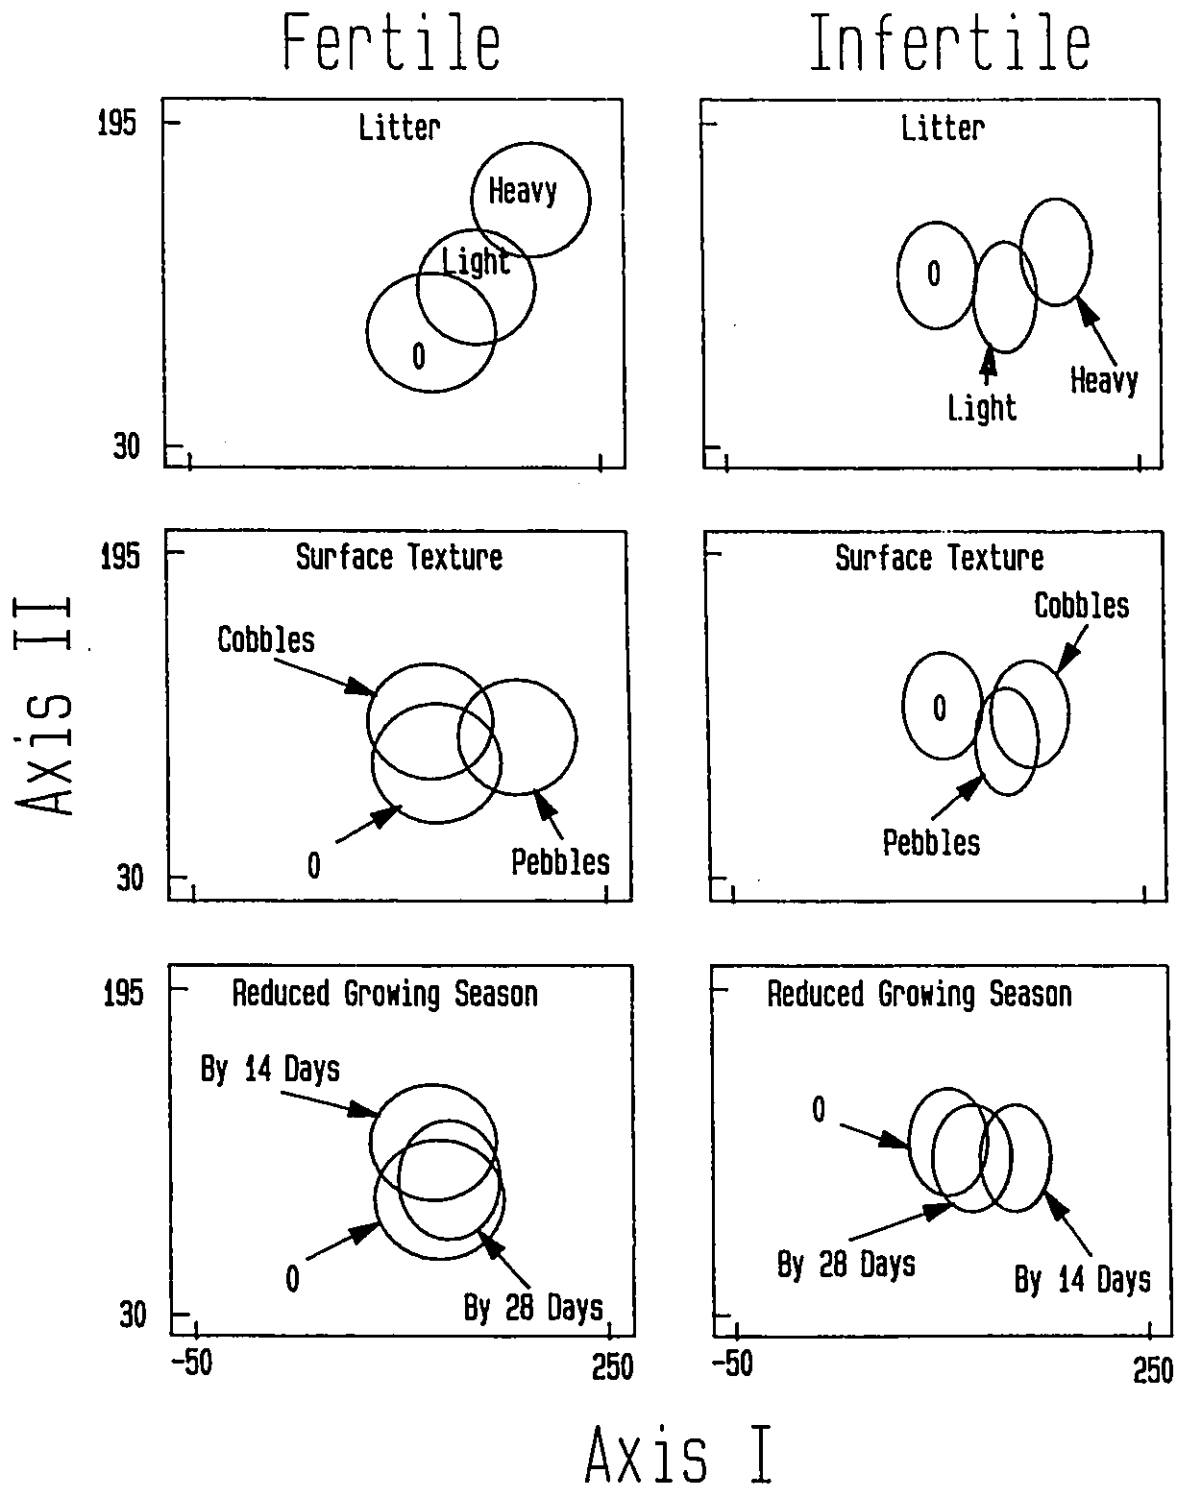 Fertile
Infertile
195
Litter
Heavy
Light
0
30
Litter
0
Light
Heavy
Axis II
195
Surface Texture
Cobbles
0
Pebbles
30
Surface Texture
Cobbles
0
Pebbles
195
Reduced Growing Season
By 14 Days
0
By 28 Days
30
-50
250
Reduced Growing Season
0
By 28 Days
By 14 Days
-50
250
Axis I